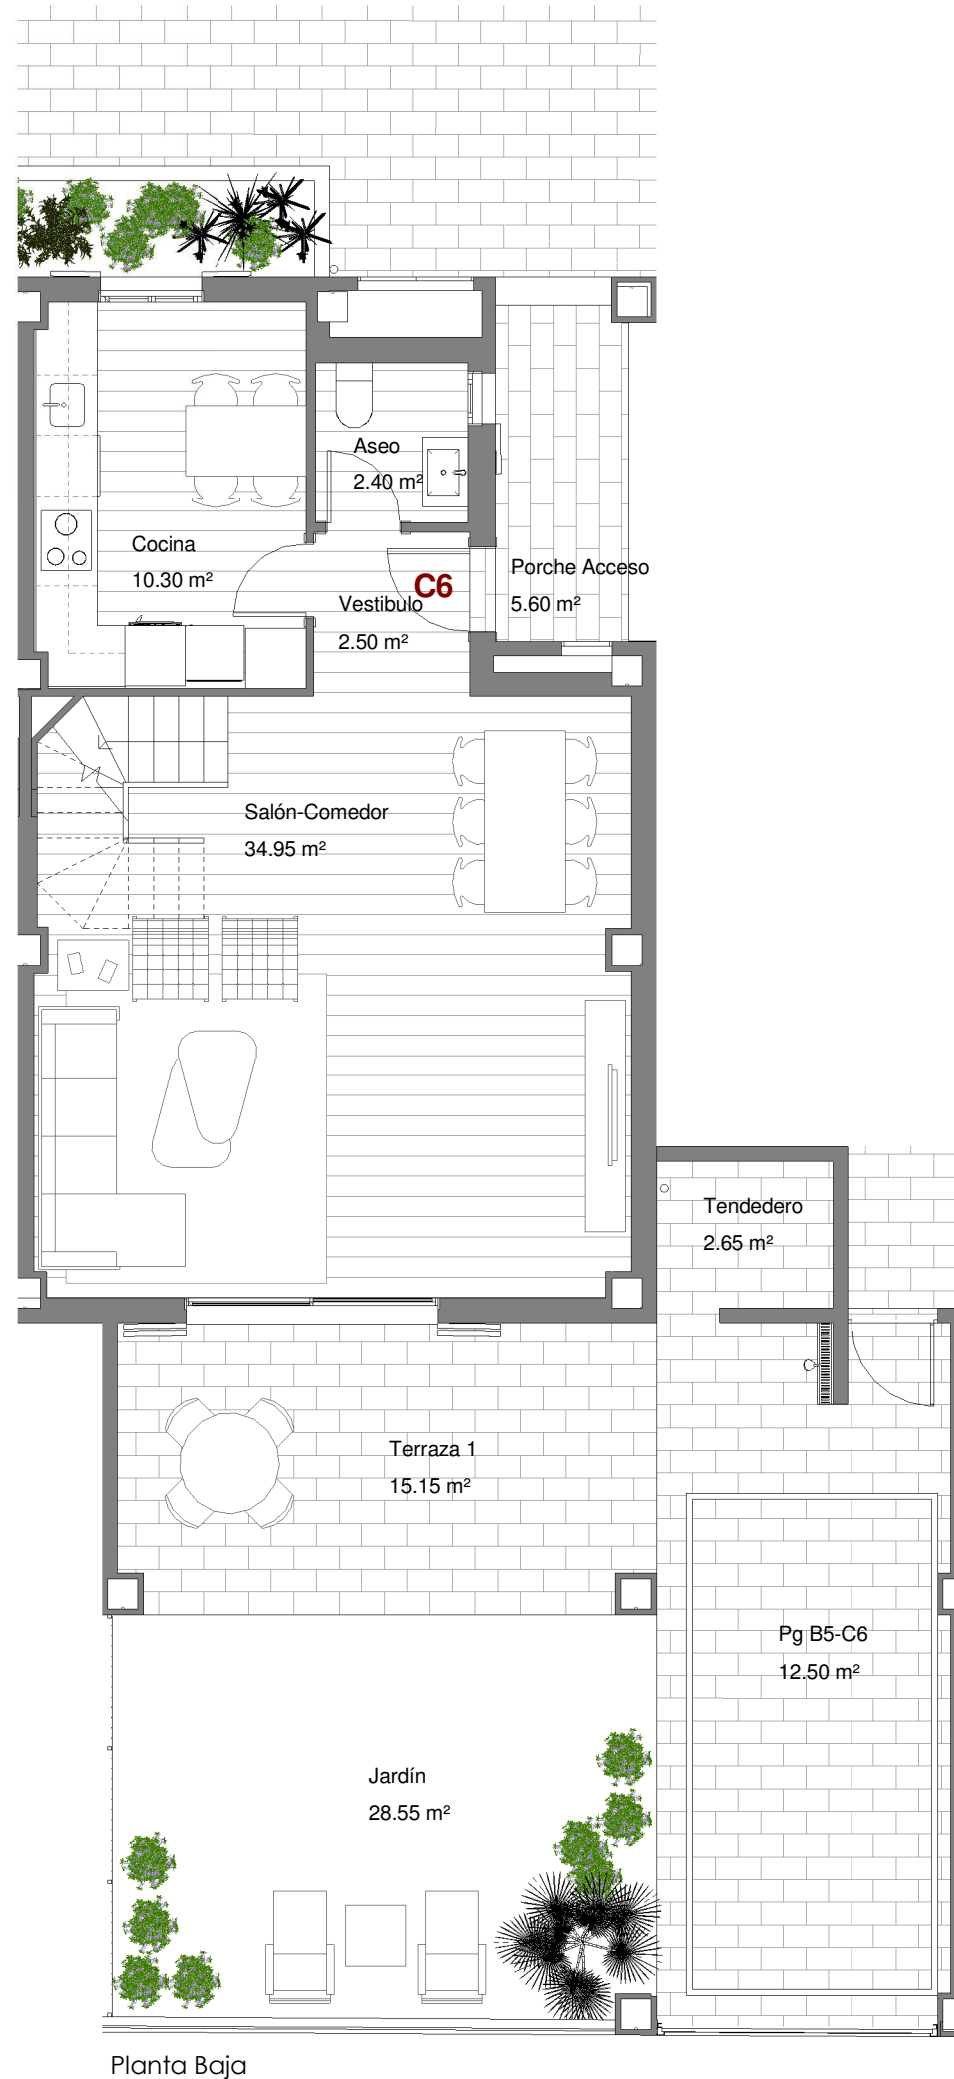 Aseo
2.40 m²
Cocina
10.30 m²
C6
Vestibulo
2.50 m²
Porche Acceso
5.60 m²
Salón-Comedor
34.95 m²
Tendedero
2.65 m²
Terraza 1
15.15 m²
Pg B5-C6
12.50 m²
Jardín
28.55 m²
Planta Baja